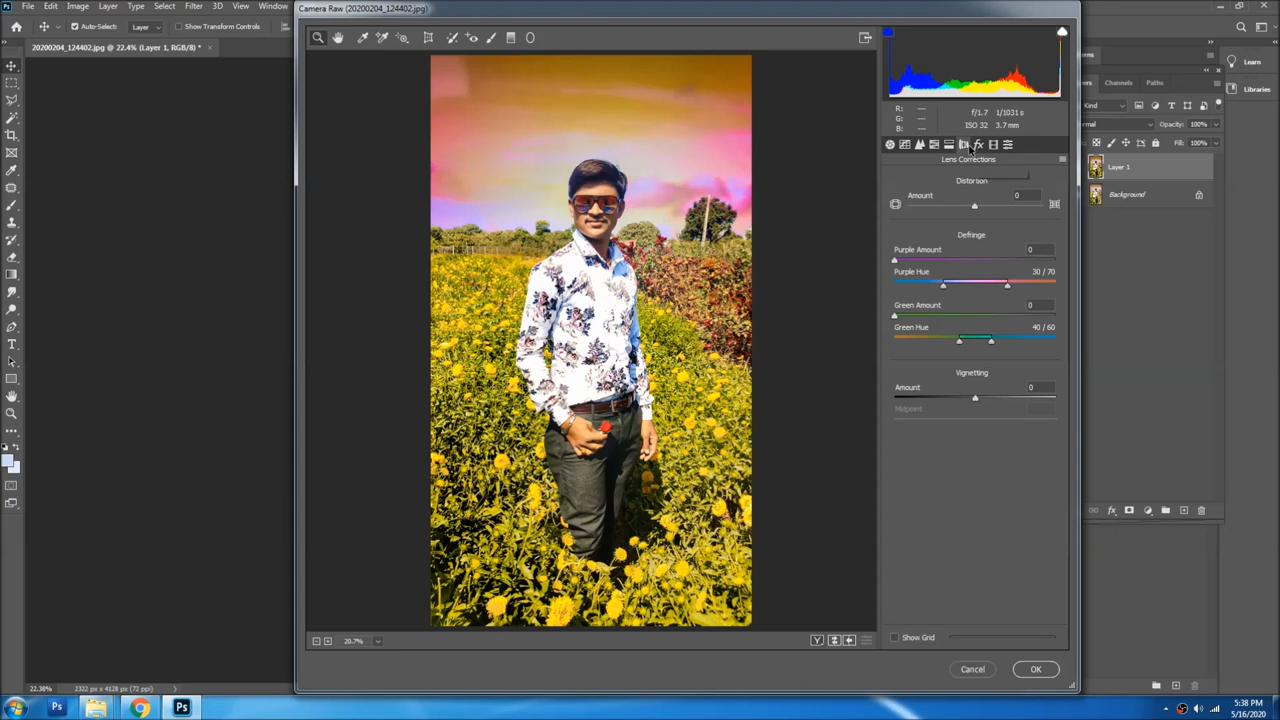 Ps File Edit Image Layer Type Select Filter 3D View Window
Camera Raw (20200204_124402.jpg)
Auto-Select: Layer Show Transform Controls
20200204_124402.jpg @ 22.4% (Layer 1, RGB/8) * ×
R: ---
G: ---
B: ---
f/1.7 1/1031 s
ISO 32 3.7 mm
Lens Corrections
Distortion
Amount 0
Defringe
Purple Amount 0
Purple Hue 30 / 70
Green Amount 0
Green Hue 40 / 60
Vignetting
Amount 0
Midpoint
Show Grid
Cancel OK
20.7%
Learn
Libraries
Channels Paths
Kind
Opacity: 100%
Fill: 100%
Layer 1
Background
22.38% 2322 px x 4128 px (72 ppi)
Ps Ps
5:38 PM
5/16/2020